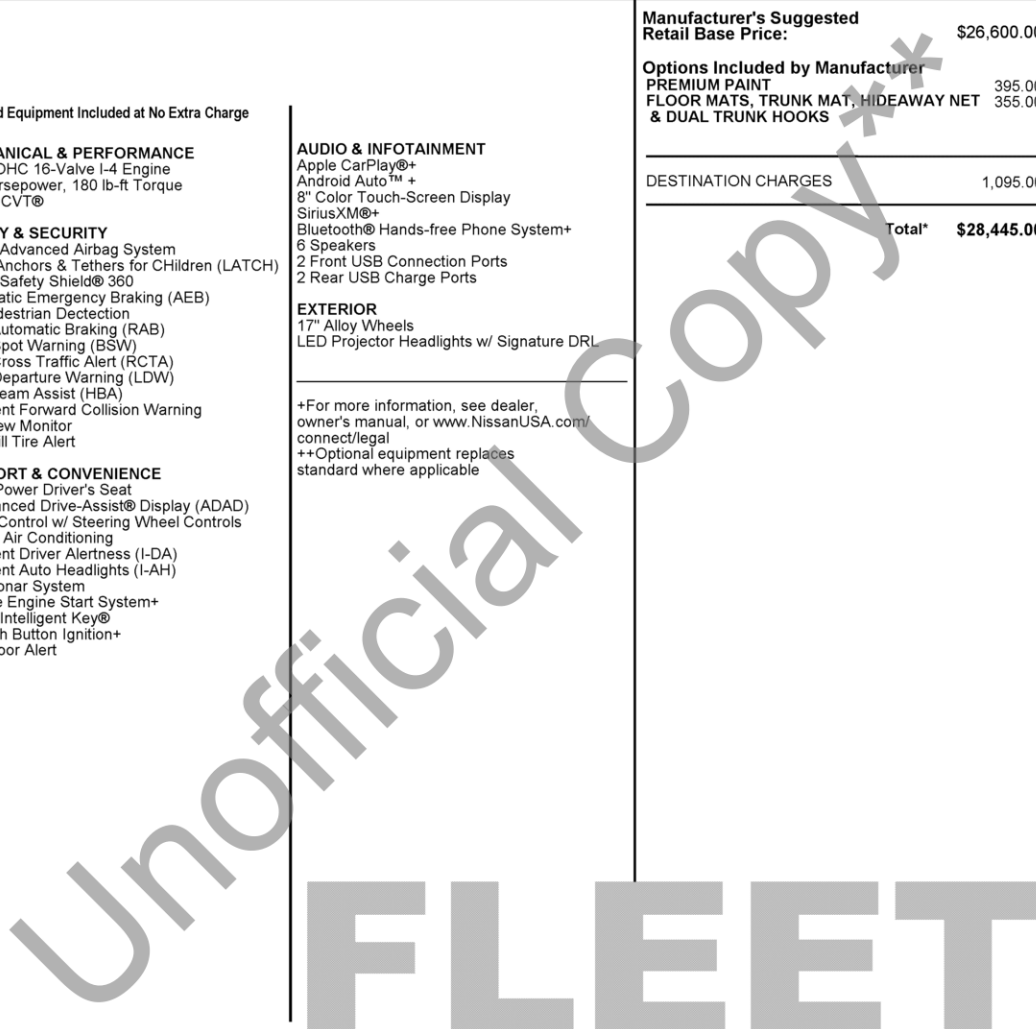 d Equipment Included at No Extra Charge
ANICAL & PERFORMANCE
OHC 16-Valve I-4 Engine
rsepower, 180 lb-ft Torque
CVT®
Y & SECURITY
Advanced Airbag System
Anchors & Tethers for CHildren (LATCH)
Safety Shield® 360
atic Emergency Braking (AEB)
destrian Dectection
utomatic Braking (RAB)
pot Warning (BSW)
ross Traffic Alert (RCTA)
Departure Warning (LDW)
eam Assist (HBA)
ent Forward Collision Warning
ew Monitor
ll Tire Alert
ORT & CONVENIENCE
Power Driver's Seat
nced Drive-Assist® Display (ADAD)
Control w/ Steering Wheel Controls
Air Conditioning
ent Driver Alertness (I-DA)
ent Auto Headlights (I-AH)
onar System
e Engine Start System+
Intelligent Key®
h Button Ignition+
oor Alert
AUDIO & INFOTAINMENT
Apple CarPlay®+
Android Auto™ +
8" Color Touch-Screen Display
SiriusXM®+
Bluetooth® Hands-free Phone System+
6 Speakers
2 Front USB Connection Ports
2 Rear USB Charge Ports
EXTERIOR
17" Alloy Wheels
LED Projector Headlights w/ Signature DRL
+For more information, see dealer,
owner's manual, or www.NissanUSA.com/
connect/legal
++Optional equipment replaces
standard where applicable
Manufacturer's Suggested
Retail Base Price: $26,600.00
Options Included by Manufacturer
PREMIUM PAINT 395.00
FLOOR MATS, TRUNK MAT, HIDEAWAY NET 355.00
& DUAL TRUNK HOOKS
DESTINATION CHARGES 1,095.00
Total* $28,445.00
Unofficial Copy**
FLEET